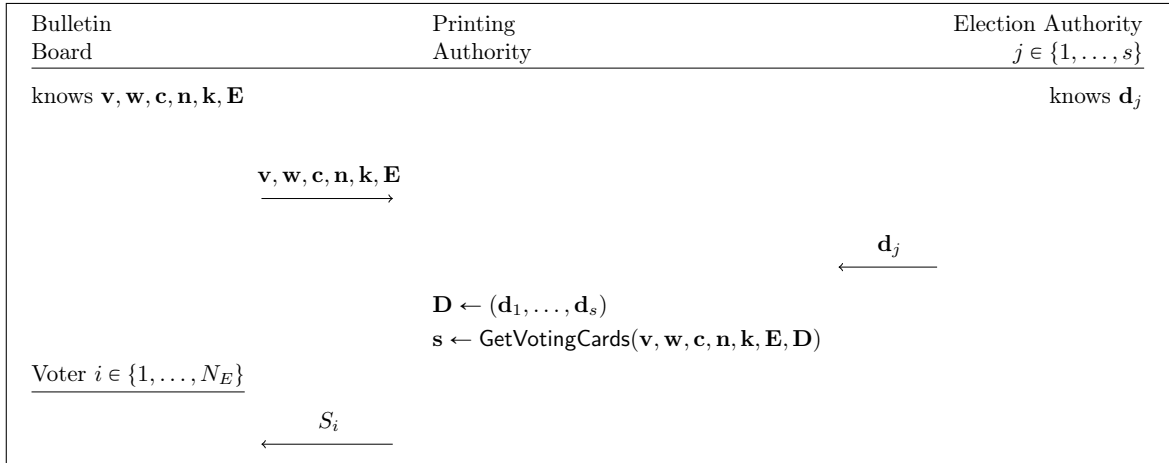 Bulletin Board
Printing Authority
Election Authority j ∈ {1, . . . , s}
knows v, w, c, n, k, E
knows d_j
v, w, c, n, k, E
d_j
D ← (d_1, . . . , d_s)
s ← GetVotingCards(v, w, c, n, k, E, D)
Voter i ∈ {1, . . . , N_E}
S_i